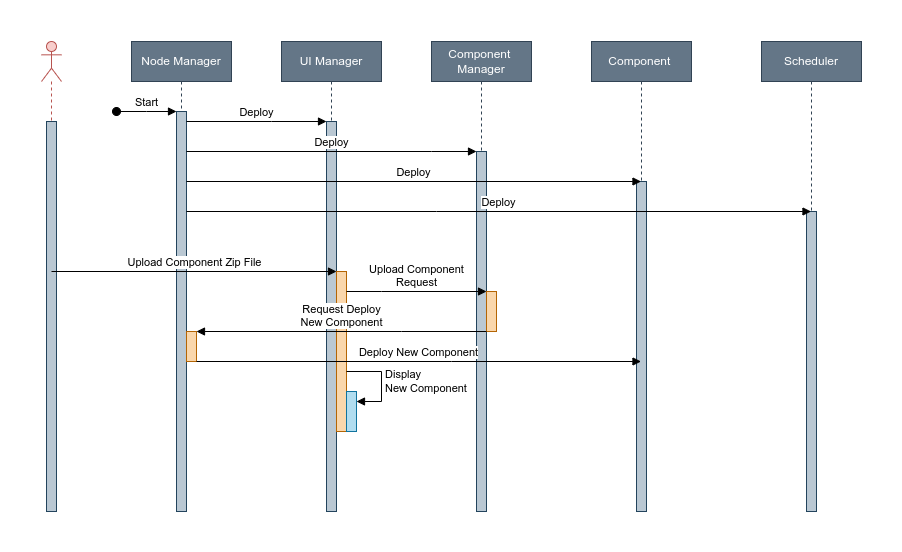 Node Manager
UI Manager
Component
Manager
Component
Scheduler
Start
Deploy
Deploy
Deploy
Deploy
Upload Component Zip File
Upload Component
Request
Request Deploy
New Component
Deploy New Component
Display
New Component